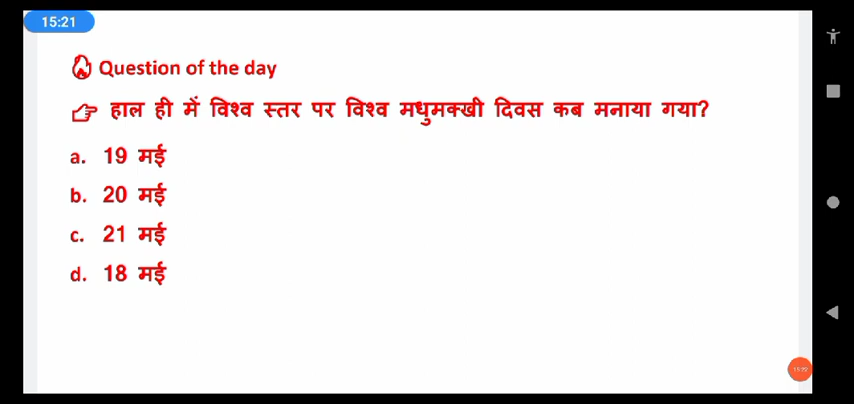 15:21
Question of the day
हाल ही में विश्व स्तर पर विश्व मधुमक्खी दिवस कब मनाया गया?
a. 19 मई
b. 20 मई
c. 21 मई
d. 18 मई